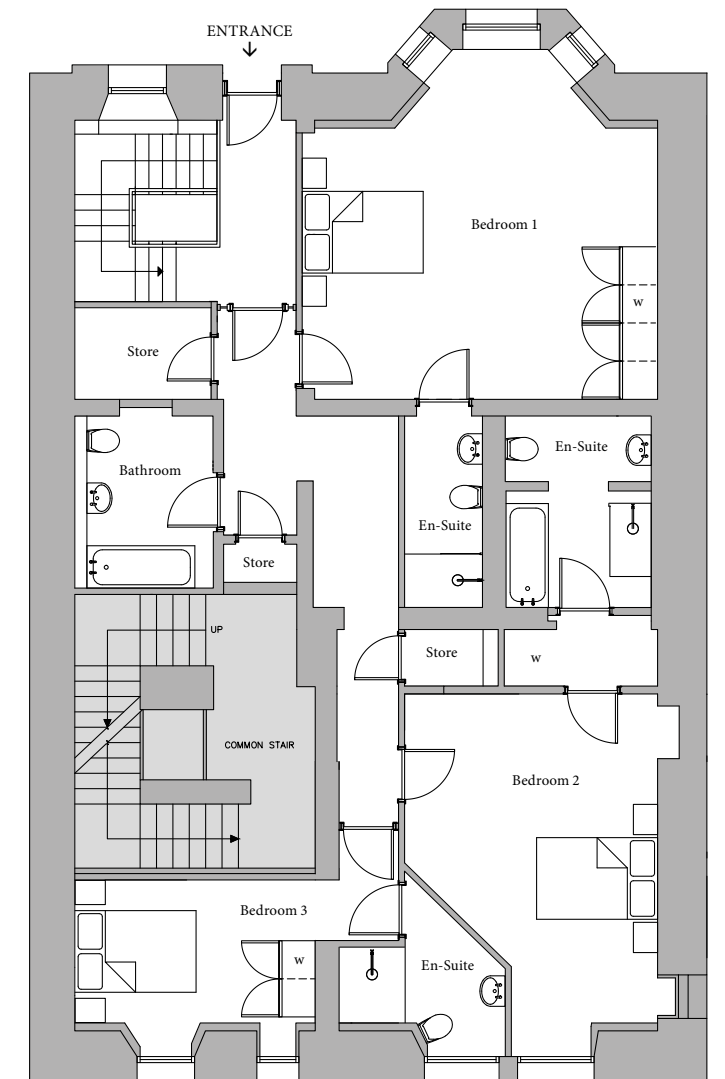 ENTRANCE
Bedroom 1
w
Store
En-Suite
Bathroom
En-Suite
Store
UP
Store
w
COMMON STAIR
Bedroom 2
Bedroom 3
w
En-Suite